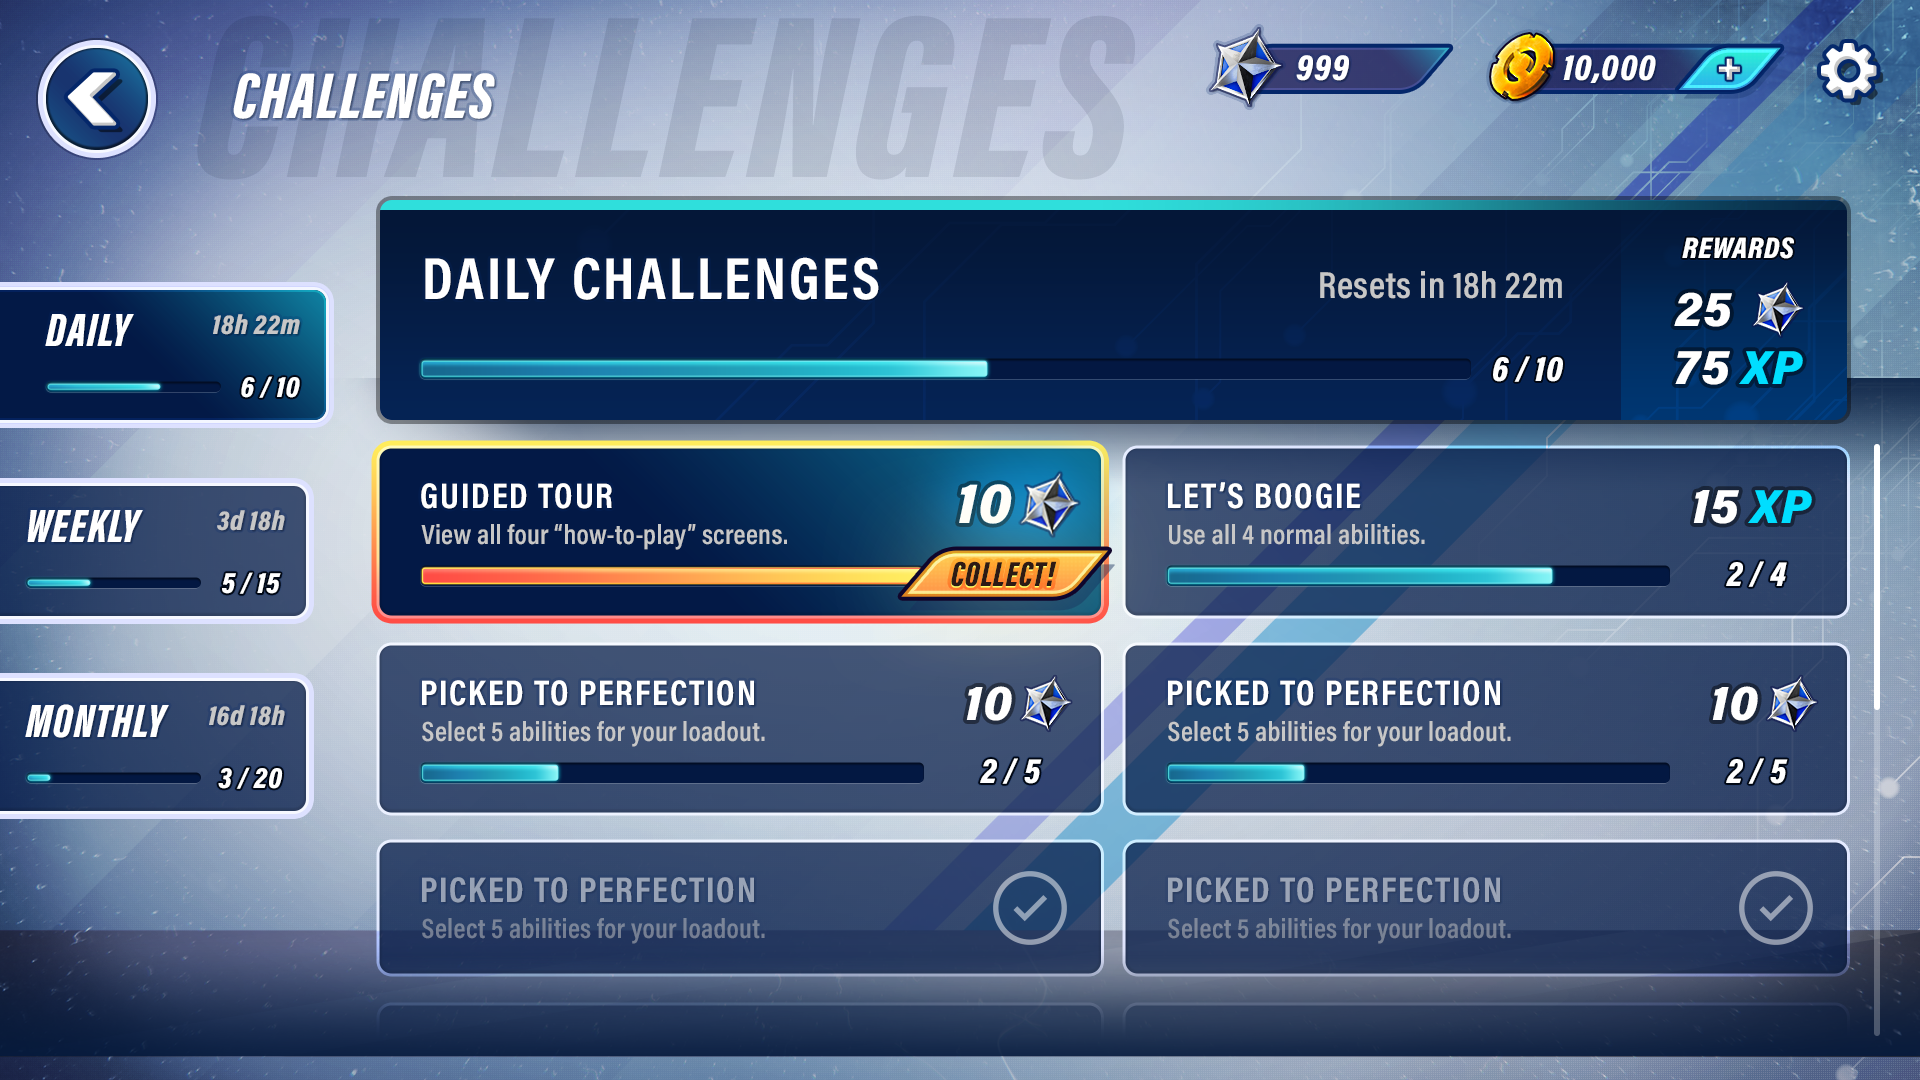 CHALLENGES
CHALLENGES
999
10,000
DAILY CHALLENGES
Resets in 18h 22m
6 / 10
REWARDS
25
75 XP
DAILY
18h 22m
6 / 10
WEEKLY
3d 18h
5 / 15
MONTHLY
16d 18h
3 / 20
GUIDED TOUR
View all four “how-to-play” screens.
10
COLLECT!
LET’S BOOGIE
Use all 4 normal abilities.
15 XP
2 / 4
PICKED TO PERFECTION
Select 5 abilities for your loadout.
10
2 / 5
PICKED TO PERFECTION
Select 5 abilities for your loadout.
10
2 / 5
PICKED TO PERFECTION
Select 5 abilities for your loadout.
PICKED TO PERFECTION
Select 5 abilities for your loadout.